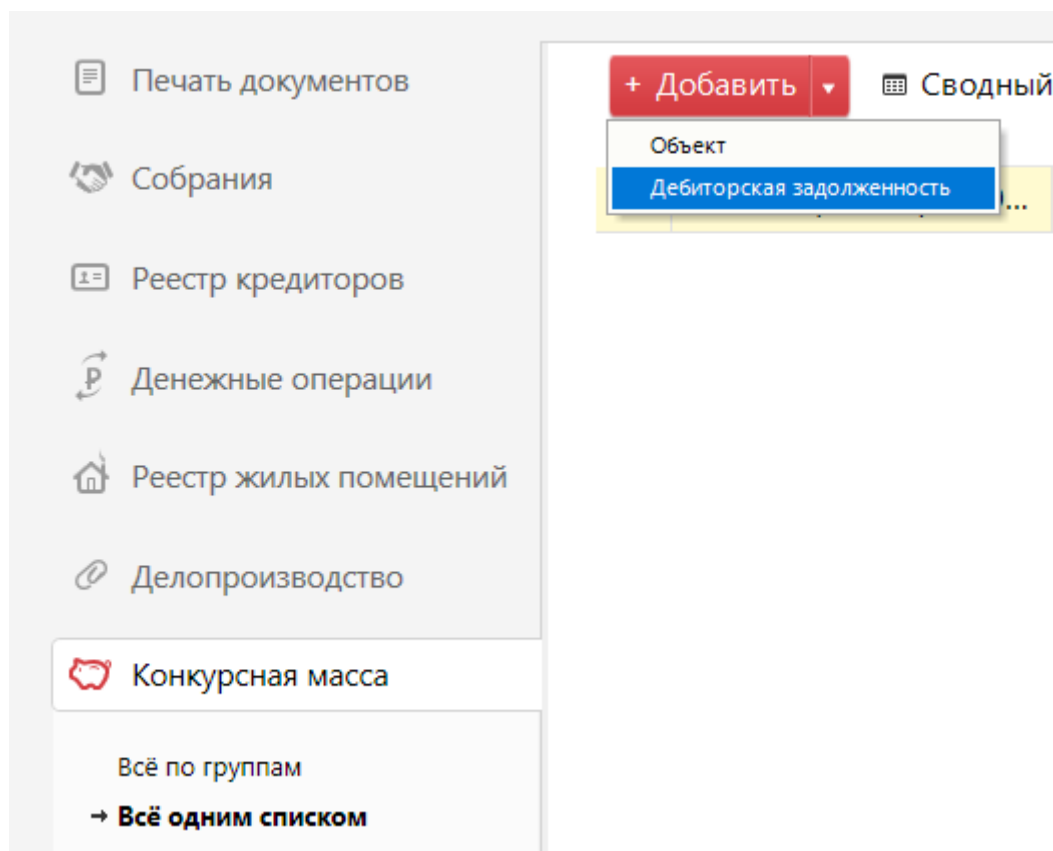 Печать документов
Собрания
Реестр кредиторов
Денежные операции
Реестр жилых помещений
Делопроизводство
Конкурсная масса
Всё по группам
→ Всё одним списком
+ Добавить ▾ Сводный
Объект
Дебиторская задолженность
...